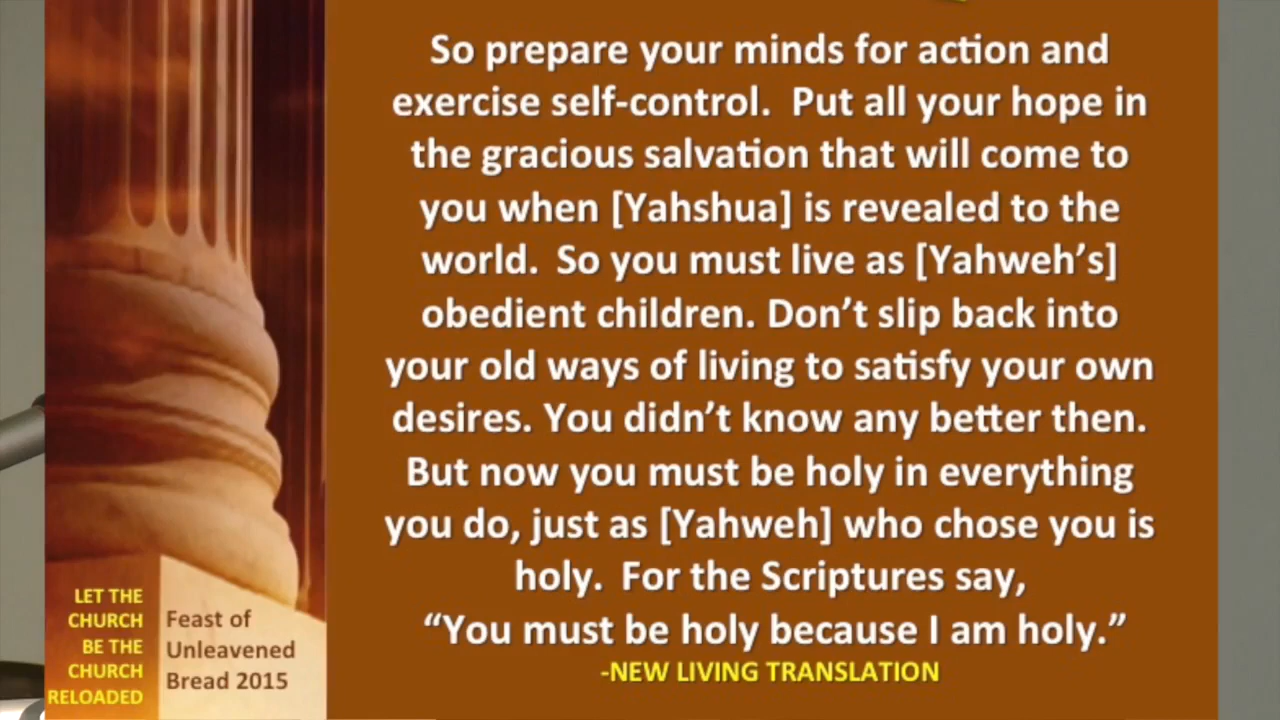 So prepare your minds for action and
exercise self-control.  Put all your hope in
the gracious salvation that will come to
you when [Yahshua] is revealed to the
world.  So you must live as [Yahweh’s]
obedient children. Don’t slip back into
your old ways of living to satisfy your own
desires. You didn’t know any better then.
But now you must be holy in everything
you do, just as [Yahweh] who chose you is
holy.  For the Scriptures say,
“You must be holy because I am holy.”
-NEW LIVING TRANSLATION
LET THE
CHURCH
BE THE
CHURCH
RELOADED
Feast of
Unleavened
Bread 2015